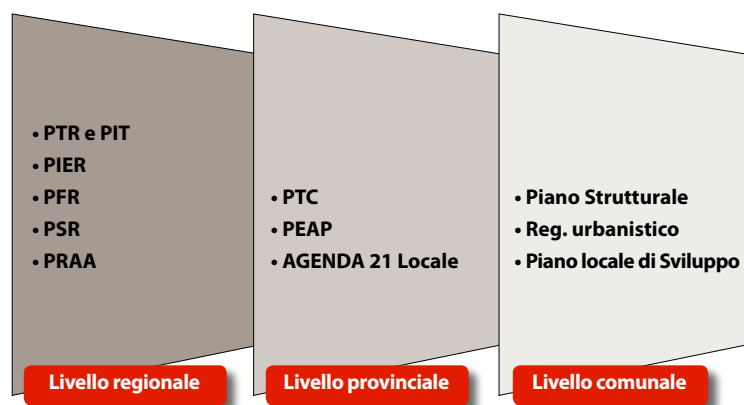 • PTR e PIT
• PIER
• PFR
• PSR
• PRAA
Livello regionale
• PTC
• PEAP
• AGENDA 21 Locale
Livello provinciale
• Piano Strutturale
• Reg. urbanistico
• Piano locale di Sviluppo
Livello comunale